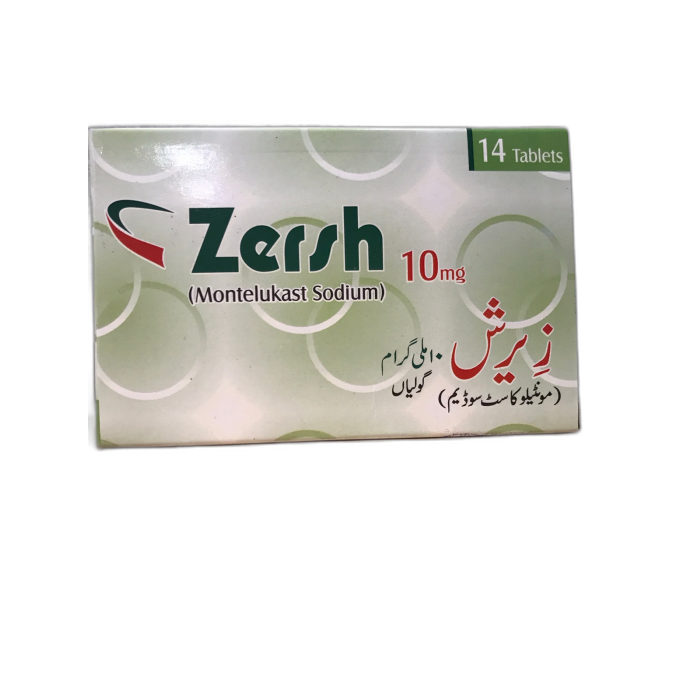 14 Tablets
Zersh 10mg
(Montelukast Sodium)
زیرش ۱۰ ملی گرام
(مونٹیلوکاسٹ سوڈیم) گولیاں